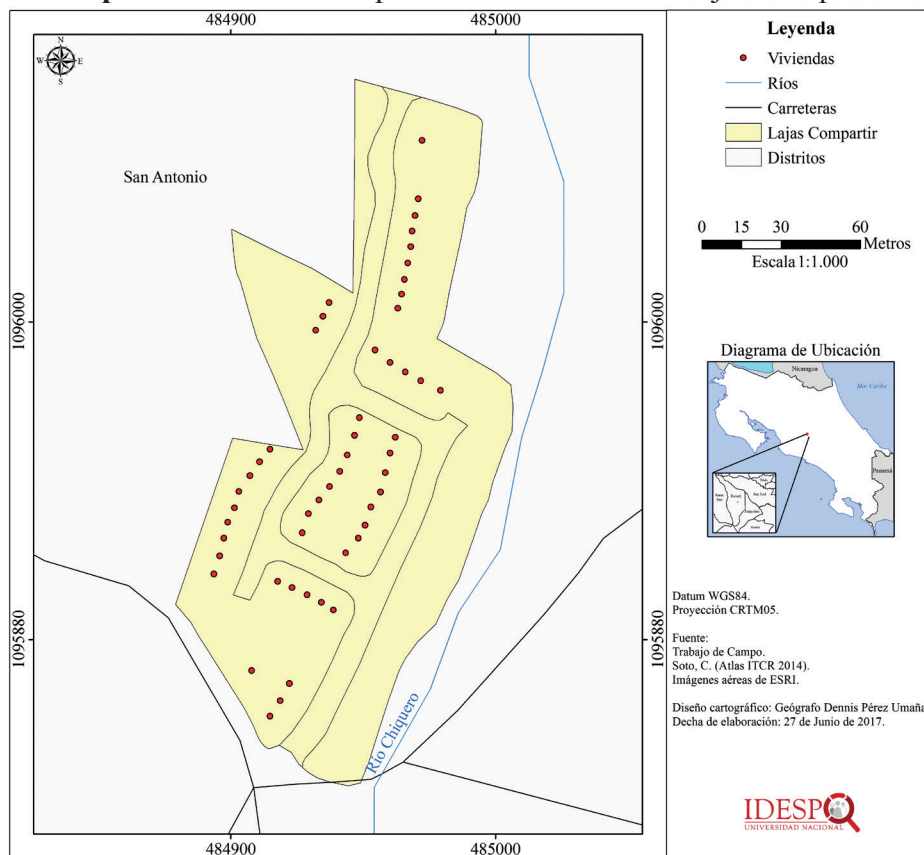 484900
485000
N
W
E
S
San Antonio
1096000
1096000
1095880
1095880
Río Chiquero
484900
485000
Leyenda
Viviendas
Ríos
Carreteras
Lajas Compartir
Distritos
0 15 30 60
Metros
Escala 1:1.000
Diagrama de Ubicación
Nicaragua
Mar Caribe
Panamá
Datum WGS84.
Proyección CRTM05.
Fuente:
Trabajo de Campo.
Soto, C. (Atlas ITCR 2014).
Imágenes aéreas de ESRI.
Diseño cartográfico: Geógrafo Dennis Pérez Umaña
Decha de elaboración: 27 de Junio de 2017.
IDESPO
UNIVERSIDAD NACIONAL